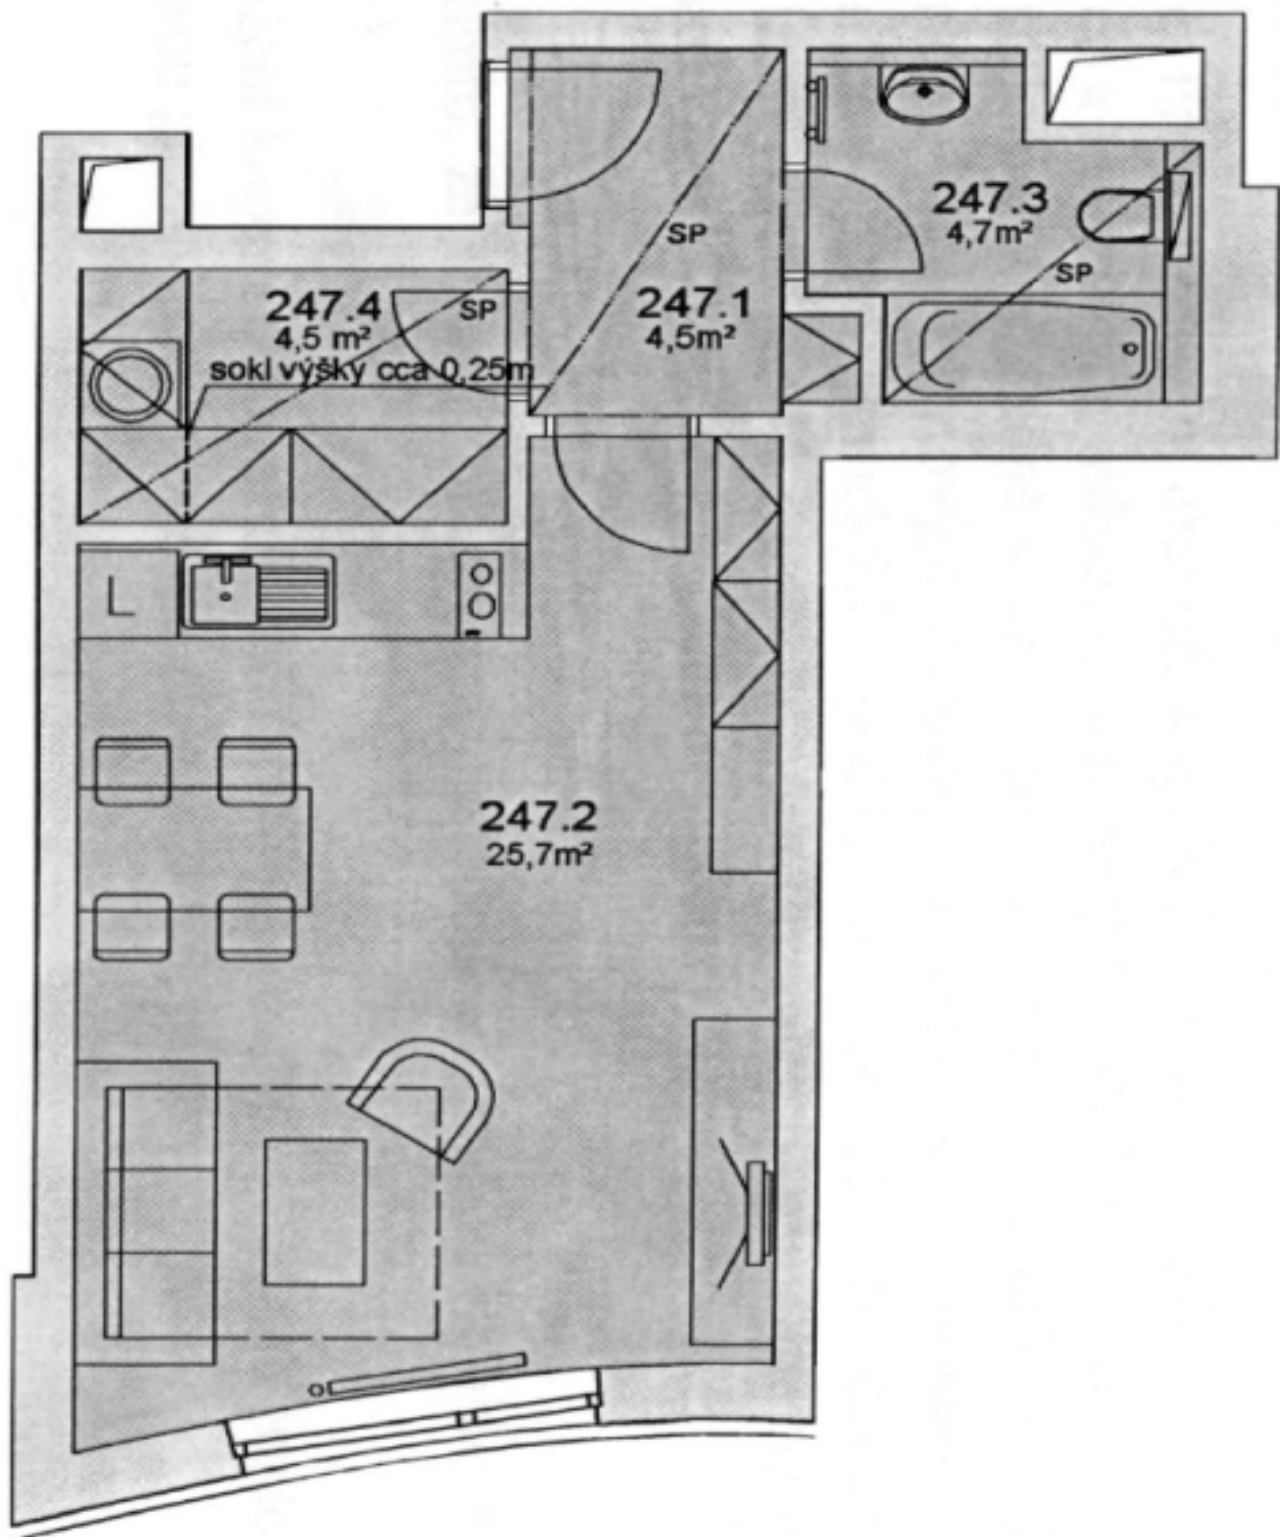 247.3
4,7m²
SP
SP
247.4
4,5 m²
SP
247.1
4,5m²
sokl výšky cca 0,25m
L
247.2
25,7m²